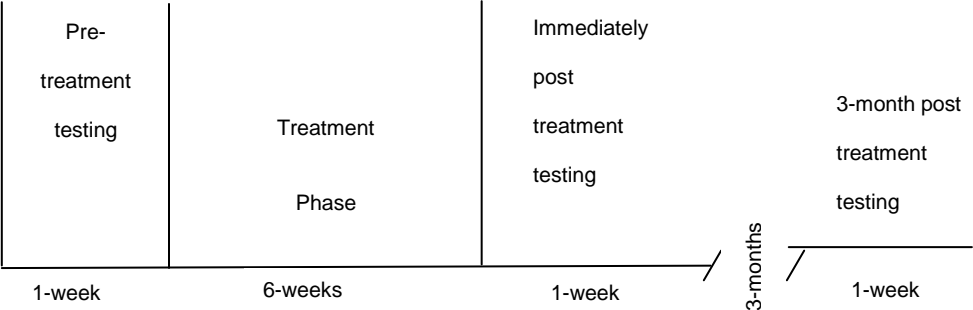 Pre-
treatment
testing
Treatment
Phase
Immediately
post
treatment
testing
3-month post
treatment
testing
1-week
6-weeks
1-week
3-months
1-week